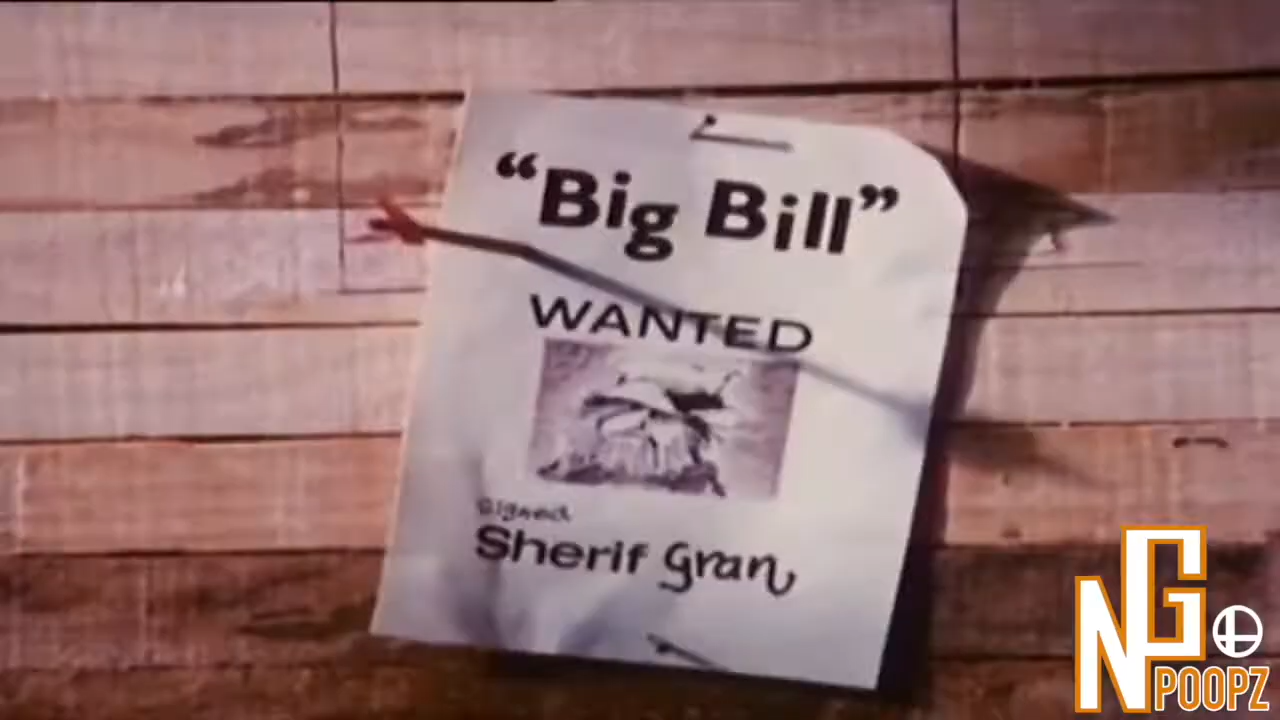 “Big Bill”
WANTED
Signed
Sherif Gran
NG
POOPZ